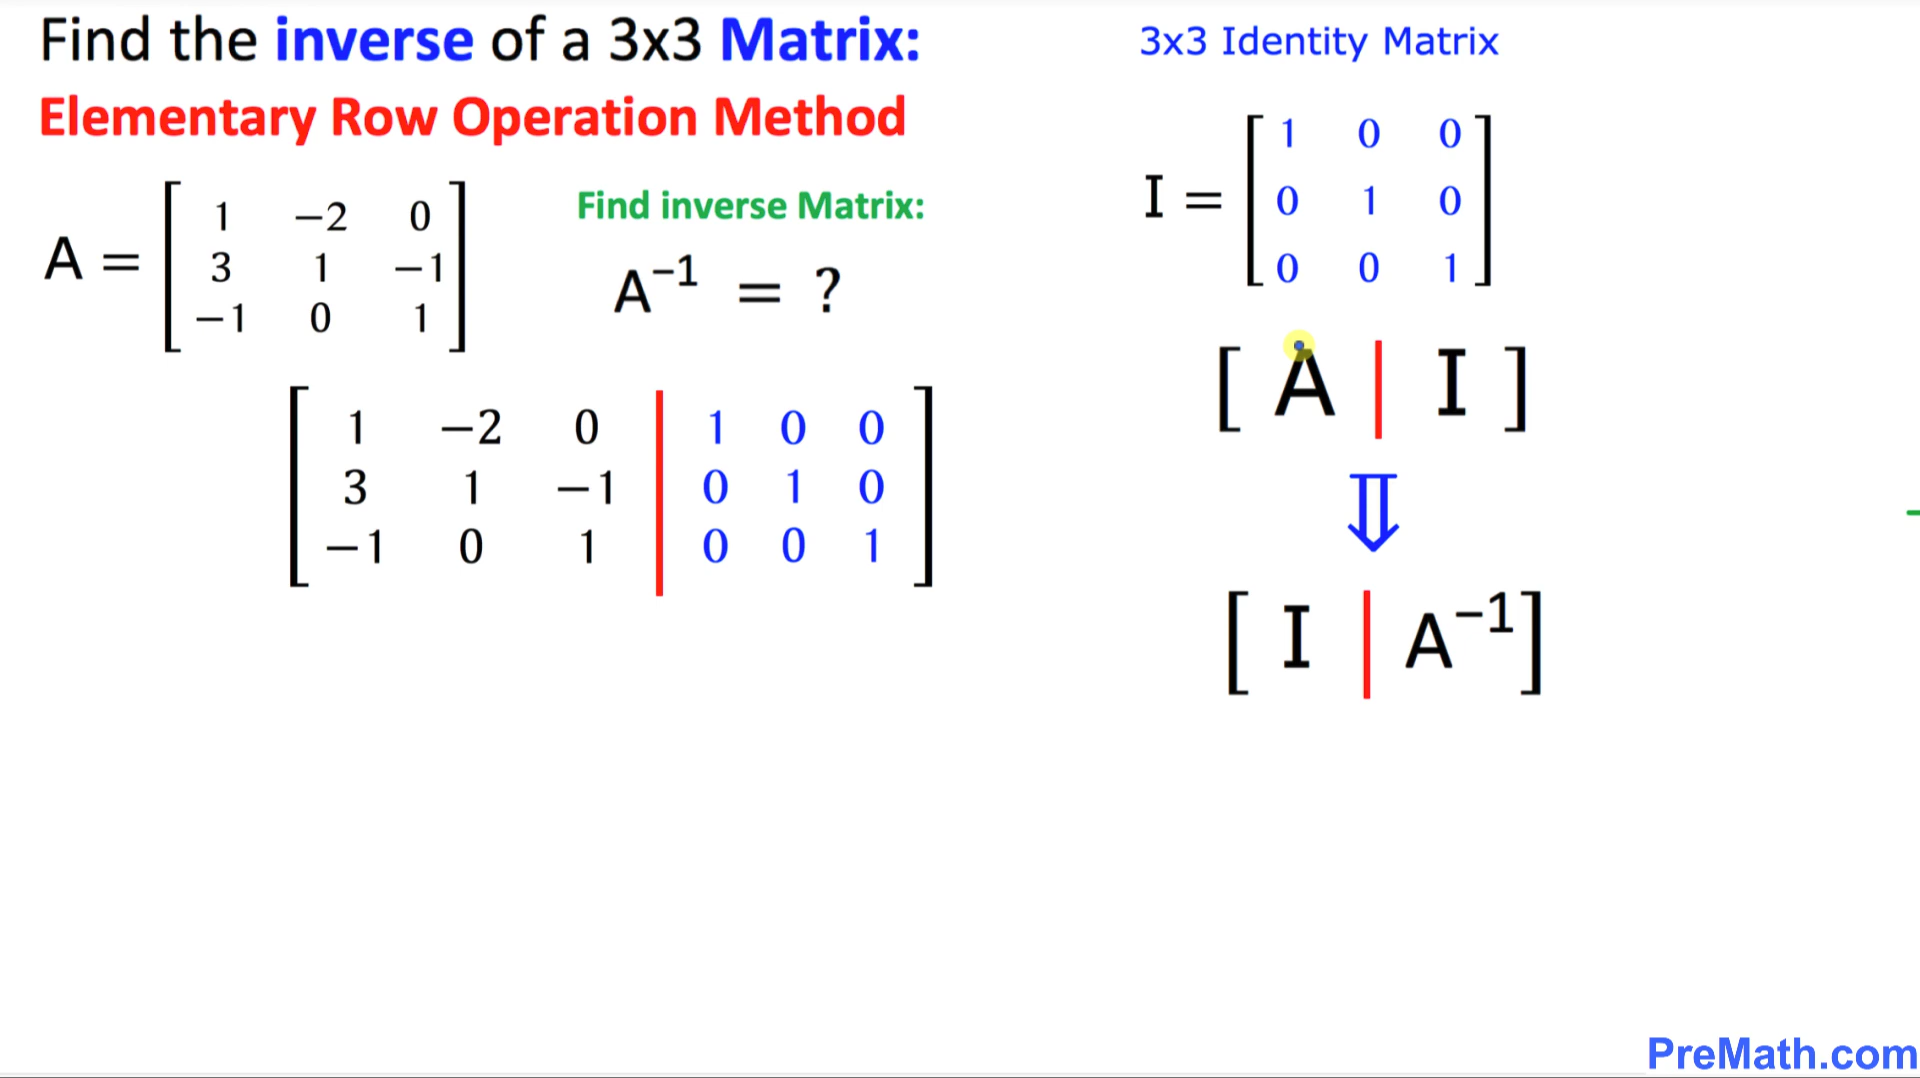 Find the inverse of a 3x3 Matrix:
Elementary Row Operation Method
A = [ 1 −2 0
3 1 −1
−1 0 1 ]
Find inverse Matrix:
A⁻¹ = ?
[ 1 −2 0 | 1 0 0
3 1 −1 | 0 1 0
−1 0 1 | 0 0 1 ]
3x3 Identity Matrix
I = [ 1 0 0
0 1 0
0 0 1 ]
[ A | I ]
⇓
[ I | A⁻¹ ]
PreMath.com